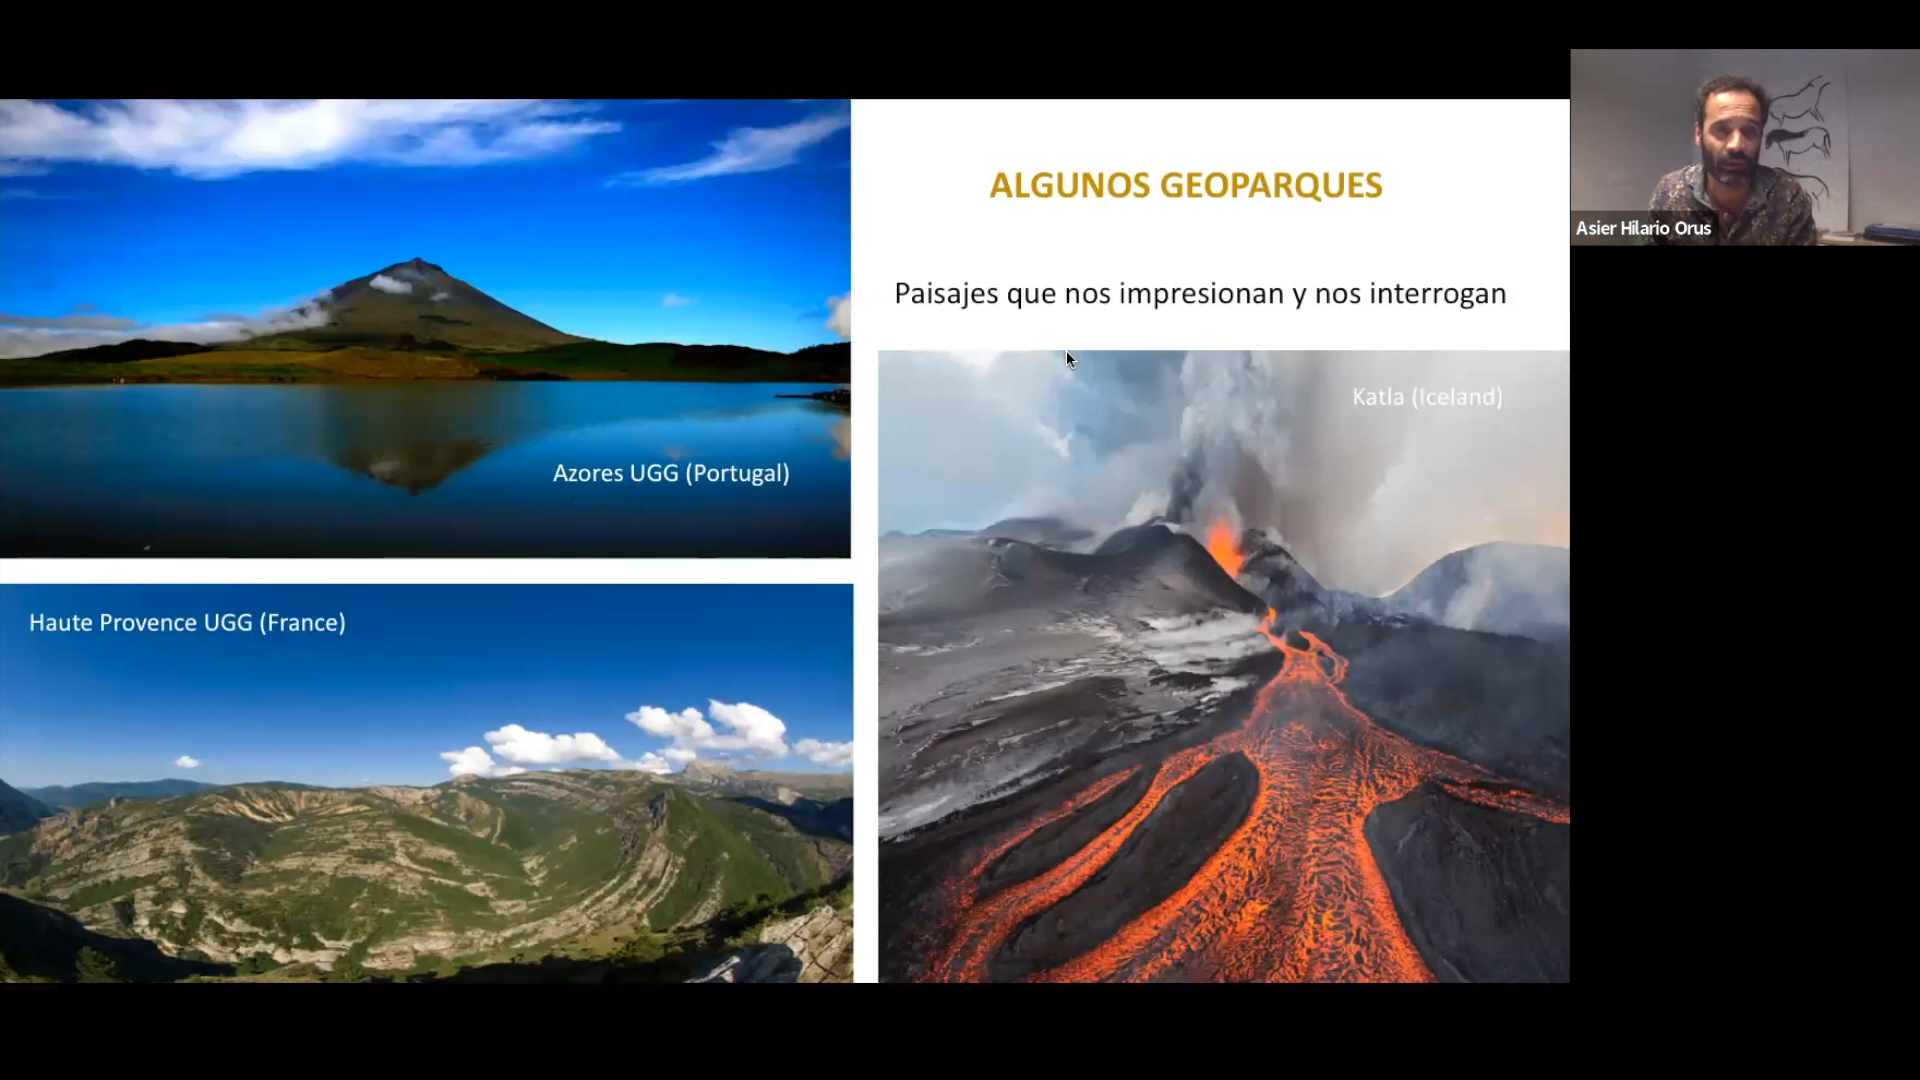 ALGUNOS GEOPARQUES
Paisajes que nos impresionan y nos interrogan
Azores UGG (Portugal)
Katla (Iceland)
Haute Provence UGG (France)
Asier Hilario Orus